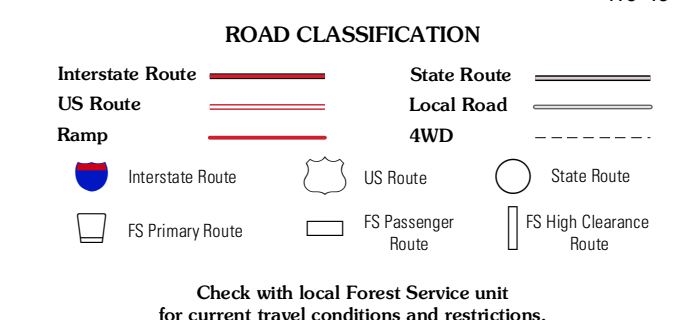 ROAD CLASSIFICATION
Interstate Route
State Route
US Route
Local Road
Ramp
4WD
Interstate Route
US Route
State Route
FS Primary Route
FS Passenger
Route
FS High Clearance
Route
Check with local Forest Service unit
for current travel conditions and restrictions.